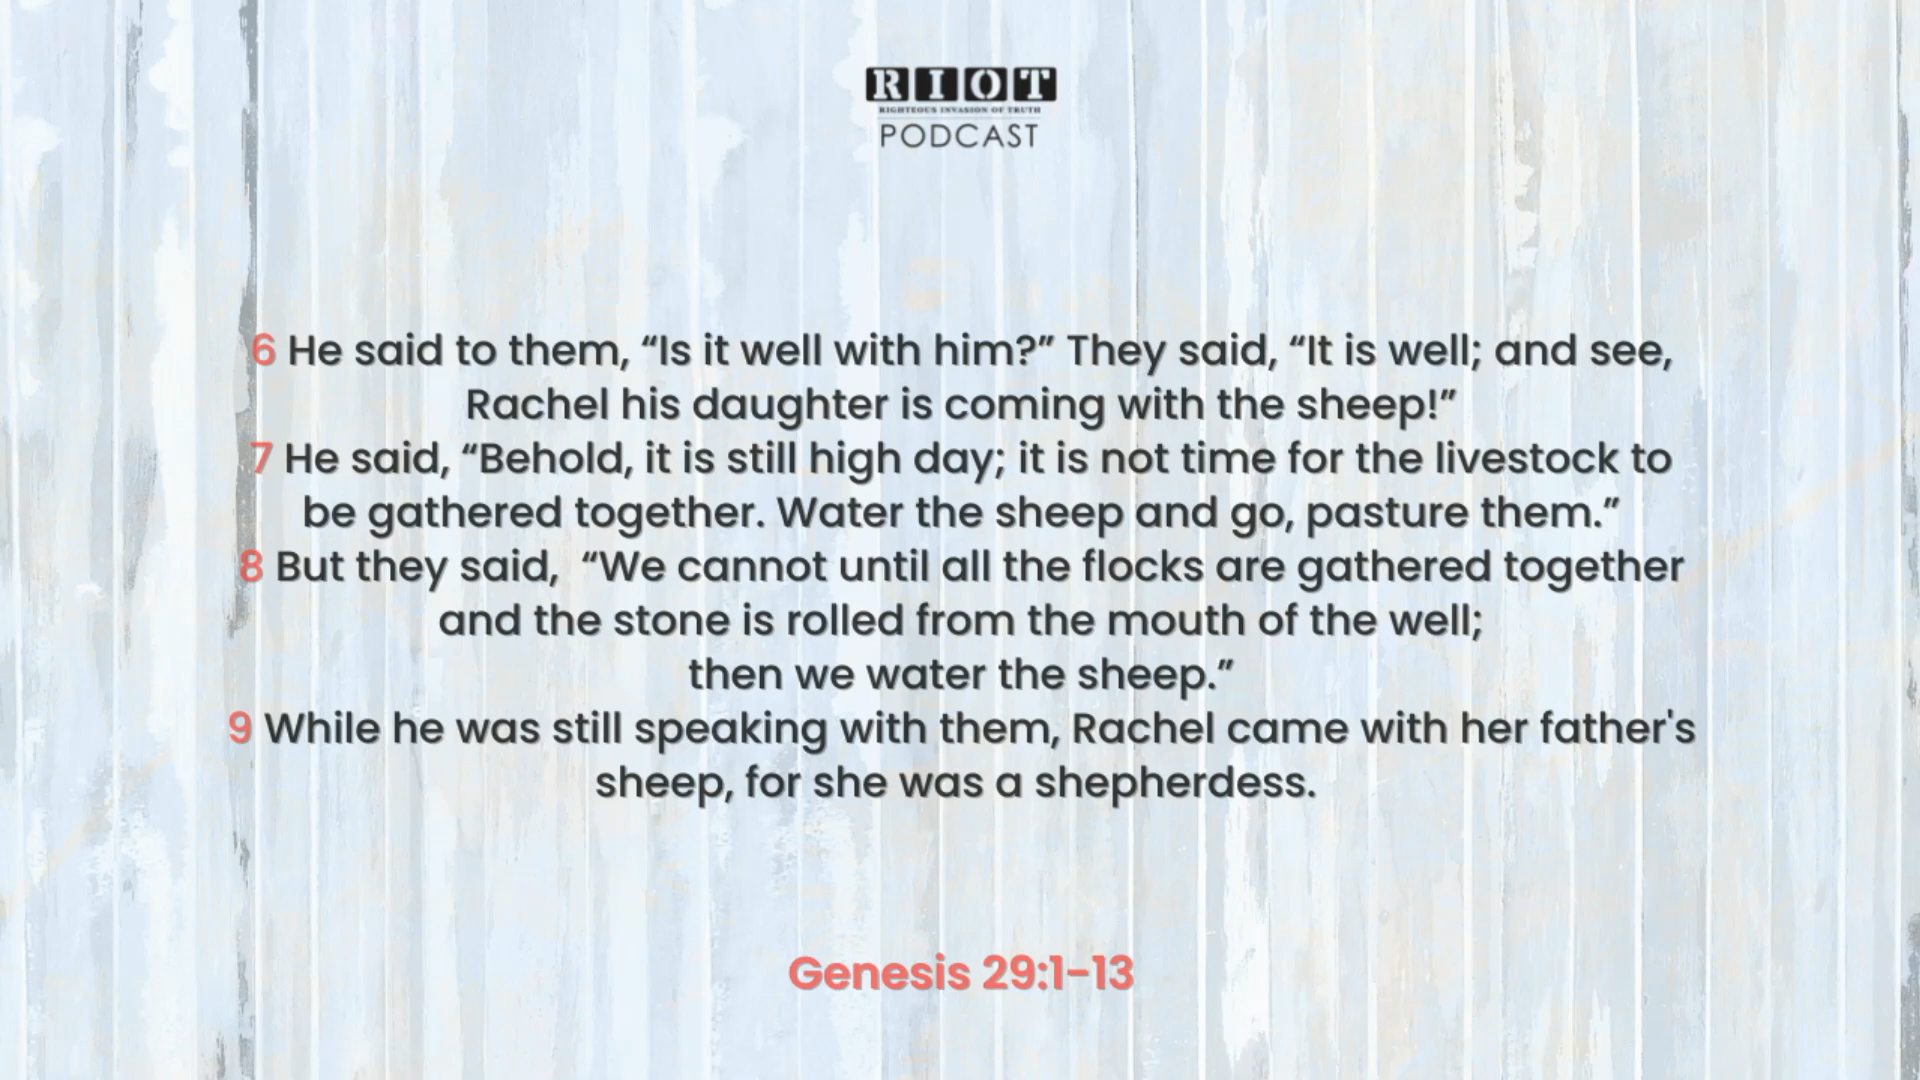 RIOT
RIGHTEOUS INVASION OF TRUTH
PODCAST
6 He said to them, “Is it well with him?” They said, “It is well; and see,
Rachel his daughter is coming with the sheep!”
7 He said, “Behold, it is still high day; it is not time for the livestock to
be gathered together. Water the sheep and go, pasture them.”
8 But they said, “We cannot until all the flocks are gathered together
and the stone is rolled from the mouth of the well;
then we water the sheep.”
9 While he was still speaking with them, Rachel came with her father's
sheep, for she was a shepherdess.
Genesis 29:1-13